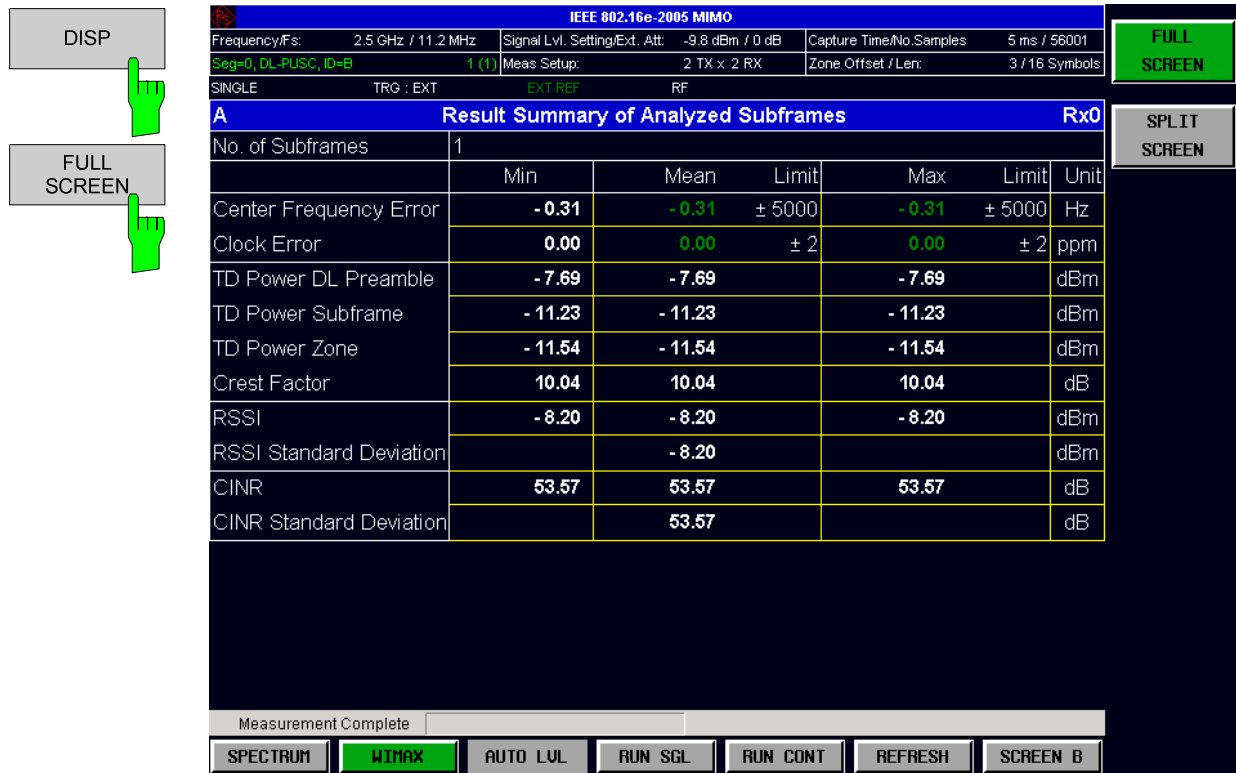 DISP
FULL
SCREEN
IEEE 802.16e-2005 MIMO
Frequency/Fs: 2.5 GHz / 11.2 MHz Signal Lvl. Setting/Ext. Att: -9.8 dBm / 0 dB Capture Time/No.Samples 5 ms / 56001
Seg=0, DL-PUSC, ID=B 1 (1) Meas Setup: 2 TX x 2 RX Zone Offset / Len: 3 / 16 Symbols
SINGLE TRG : EXT EXT REF RF
A Result Summary of Analyzed Subframes Rx0
No. of Subframes 1
Min Mean Limit Max Limit Unit
Center Frequency Error - 0.31 - 0.31 ± 5000 - 0.31 ± 5000 Hz
Clock Error 0.00 0.00 ± 2 0.00 ± 2 ppm
TD Power DL Preamble - 7.69 - 7.69 - 7.69 dBm
TD Power Subframe - 11.23 - 11.23 - 11.23 dBm
TD Power Zone - 11.54 - 11.54 - 11.54 dBm
Crest Factor 10.04 10.04 10.04 dB
RSSI - 8.20 - 8.20 - 8.20 dBm
RSSI Standard Deviation - 8.20 dBm
CINR 53.57 53.57 53.57 dB
CINR Standard Deviation 53.57 dB
Measurement Complete
SPECTRUM WIMAX AUTO LVL RUN SGL RUN CONT REFRESH SCREEN B
FULL
SCREEN
SPLIT
SCREEN